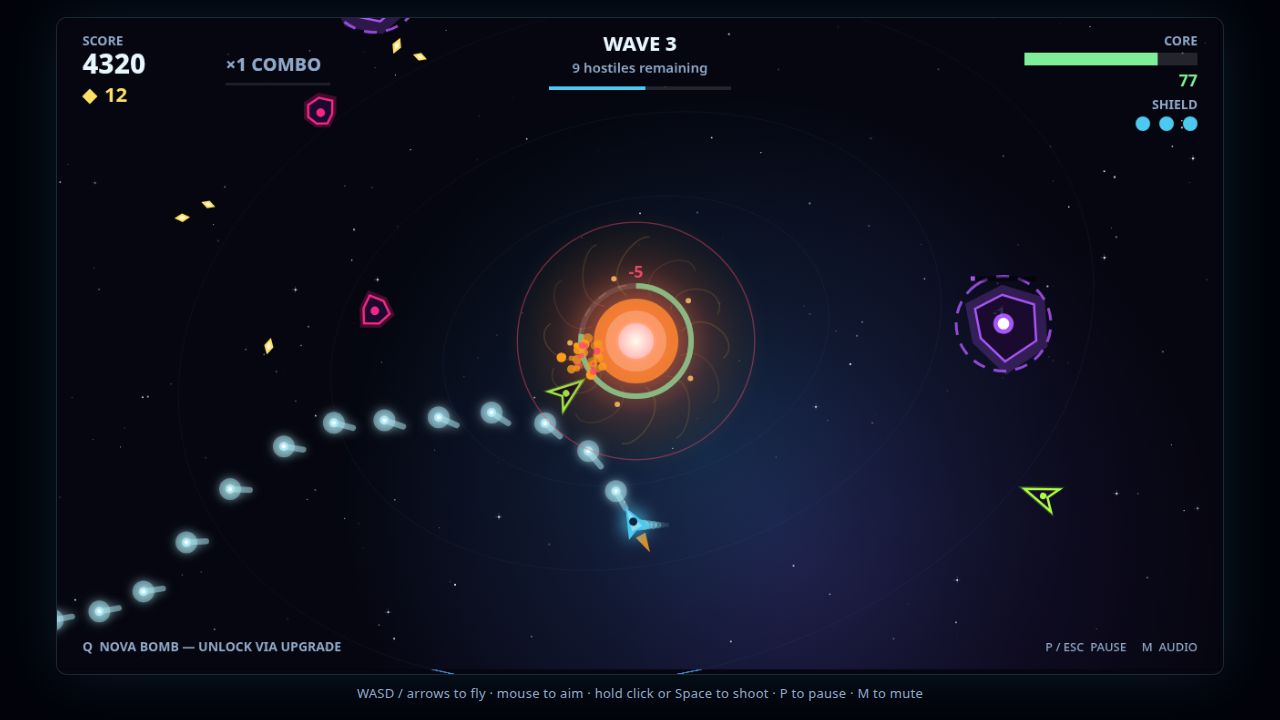 SCORE
4320
12
×1 COMBO
WAVE 3
9 hostiles remaining
CORE
77
SHIELD
-5
Q NOVA BOMB — UNLOCK VIA UPGRADE
P / ESC PAUSE M AUDIO
WASD / arrows to fly · mouse to aim · hold click or Space to shoot · P to pause · M to mute